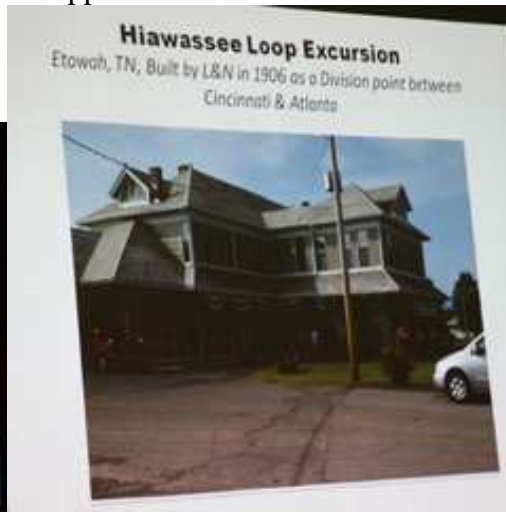 Hiawassee Loop Excursion
Etowah, TN, Built by L&N in 1906 as a Division point between
Cincinnati & Atlanta